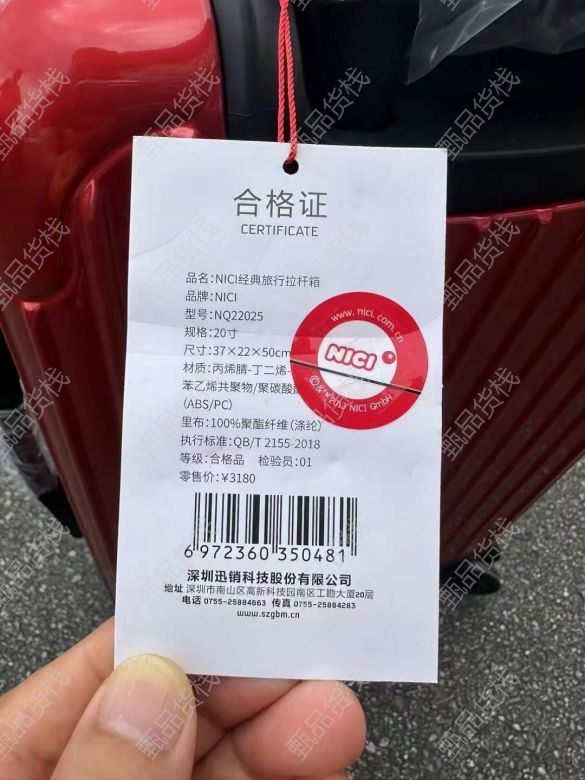 合格证
CERTIFICATE
品名:NICI经典旅行拉杆箱
品牌:NICI
型号:NQ22025
规格:20寸
尺寸:37×22×50cm
材质:丙烯腈-丁二烯-
苯乙烯共聚物/聚碳酸
(ABS/PC)
里布:100%聚酯纤维(涤纶)
执行标准:QB/T 2155-2018
等级:合格品 检验员:01
零售价:¥3180
www.nici.com.cn
NICI
NICI GmbH
6 972360 350481
深圳迅销科技股份有限公司
地址 深圳市南山区高新科技园南区工勘大厦20层
电话 0755-25884663 传真 0755-25884283
www.szgbm.cn
甄品货栈